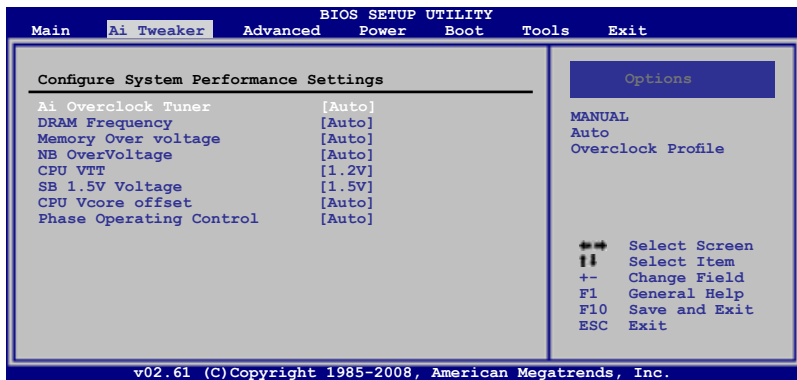 BIOS SETUP UTILITY
Main Ai Tweaker Advanced Power Boot Tools Exit
Configure System Performance Settings
Ai Overclock Tuner [Auto]
DRAM Frequency [Auto]
Memory Over voltage [Auto]
NB OverVoltage [Auto]
CPU VTT [1.2V]
SB 1.5V Voltage [1.5V]
CPU Vcore offset [Auto]
Phase Operating Control [Auto]
Options
MANUAL
Auto
Overclock Profile
Select Screen
Select Item
+- Change Field
F1 General Help
F10 Save and Exit
ESC Exit
v02.61 (C)Copyright 1985-2008, American Megatrends, Inc.